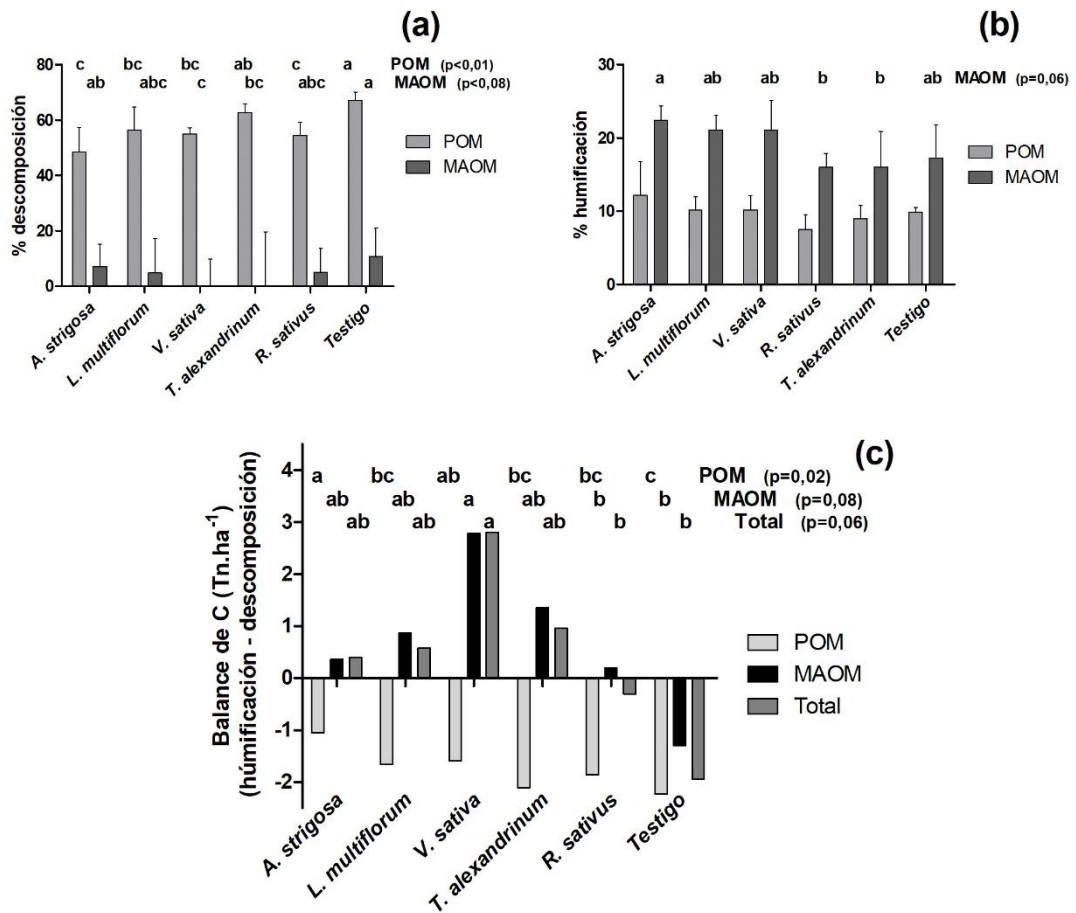 (a)
c bc bc ab c a POM (p<0,01)
ab abc c bc abc a MAOM (p<0,08)
80
60
40
20
0
% descomposición
POM
MAOM
A. strigosa
L. multiflorum
V. sativa
T. alexandrinum
R. sativus
Testigo
(b)
a ab ab b b ab MAOM (p=0,06)
30
20
10
0
% humificación
POM
MAOM
A. strigosa
L. multiflorum
V. sativa
R. sativus
T. alexandrinum
Testigo
(c)
a bc ab bc bc c POM (p=0,02)
ab ab a ab b b MAOM (p=0,08)
ab ab a ab b b Total (p=0,06)
4
3
2
1
0
-1
-2
Balance de C (Tn.ha-1)
(húmificación - descomposición)
POM
MAOM
Total
A. strigosa
L. multiflorum
V. sativa
T. alexandrinum
R. sativus
Testigo